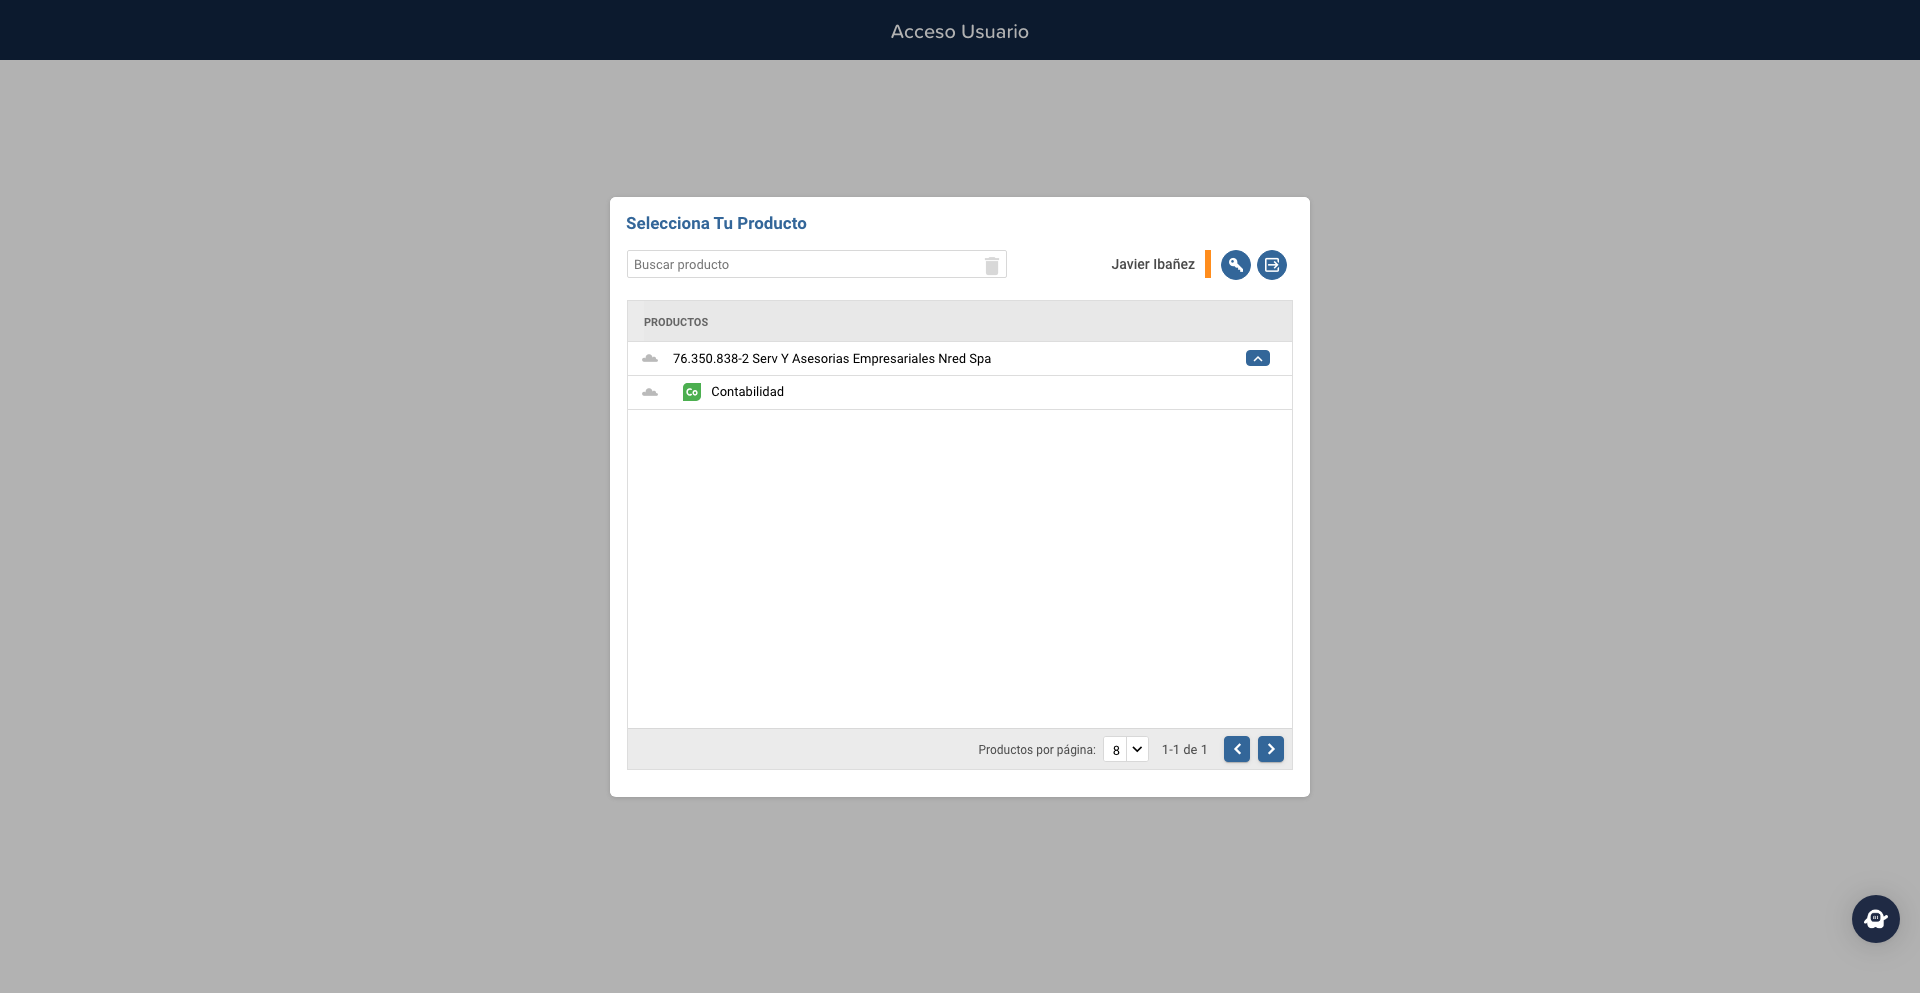 Acceso Usuario
Selecciona Tu Producto
Buscar producto
Javier Ibañez
PRODUCTOS
76.350.838-2 Serv Y Asesorias Empresariales Nred Spa
Co Contabilidad
Productos por página: 8 1-1 de 1